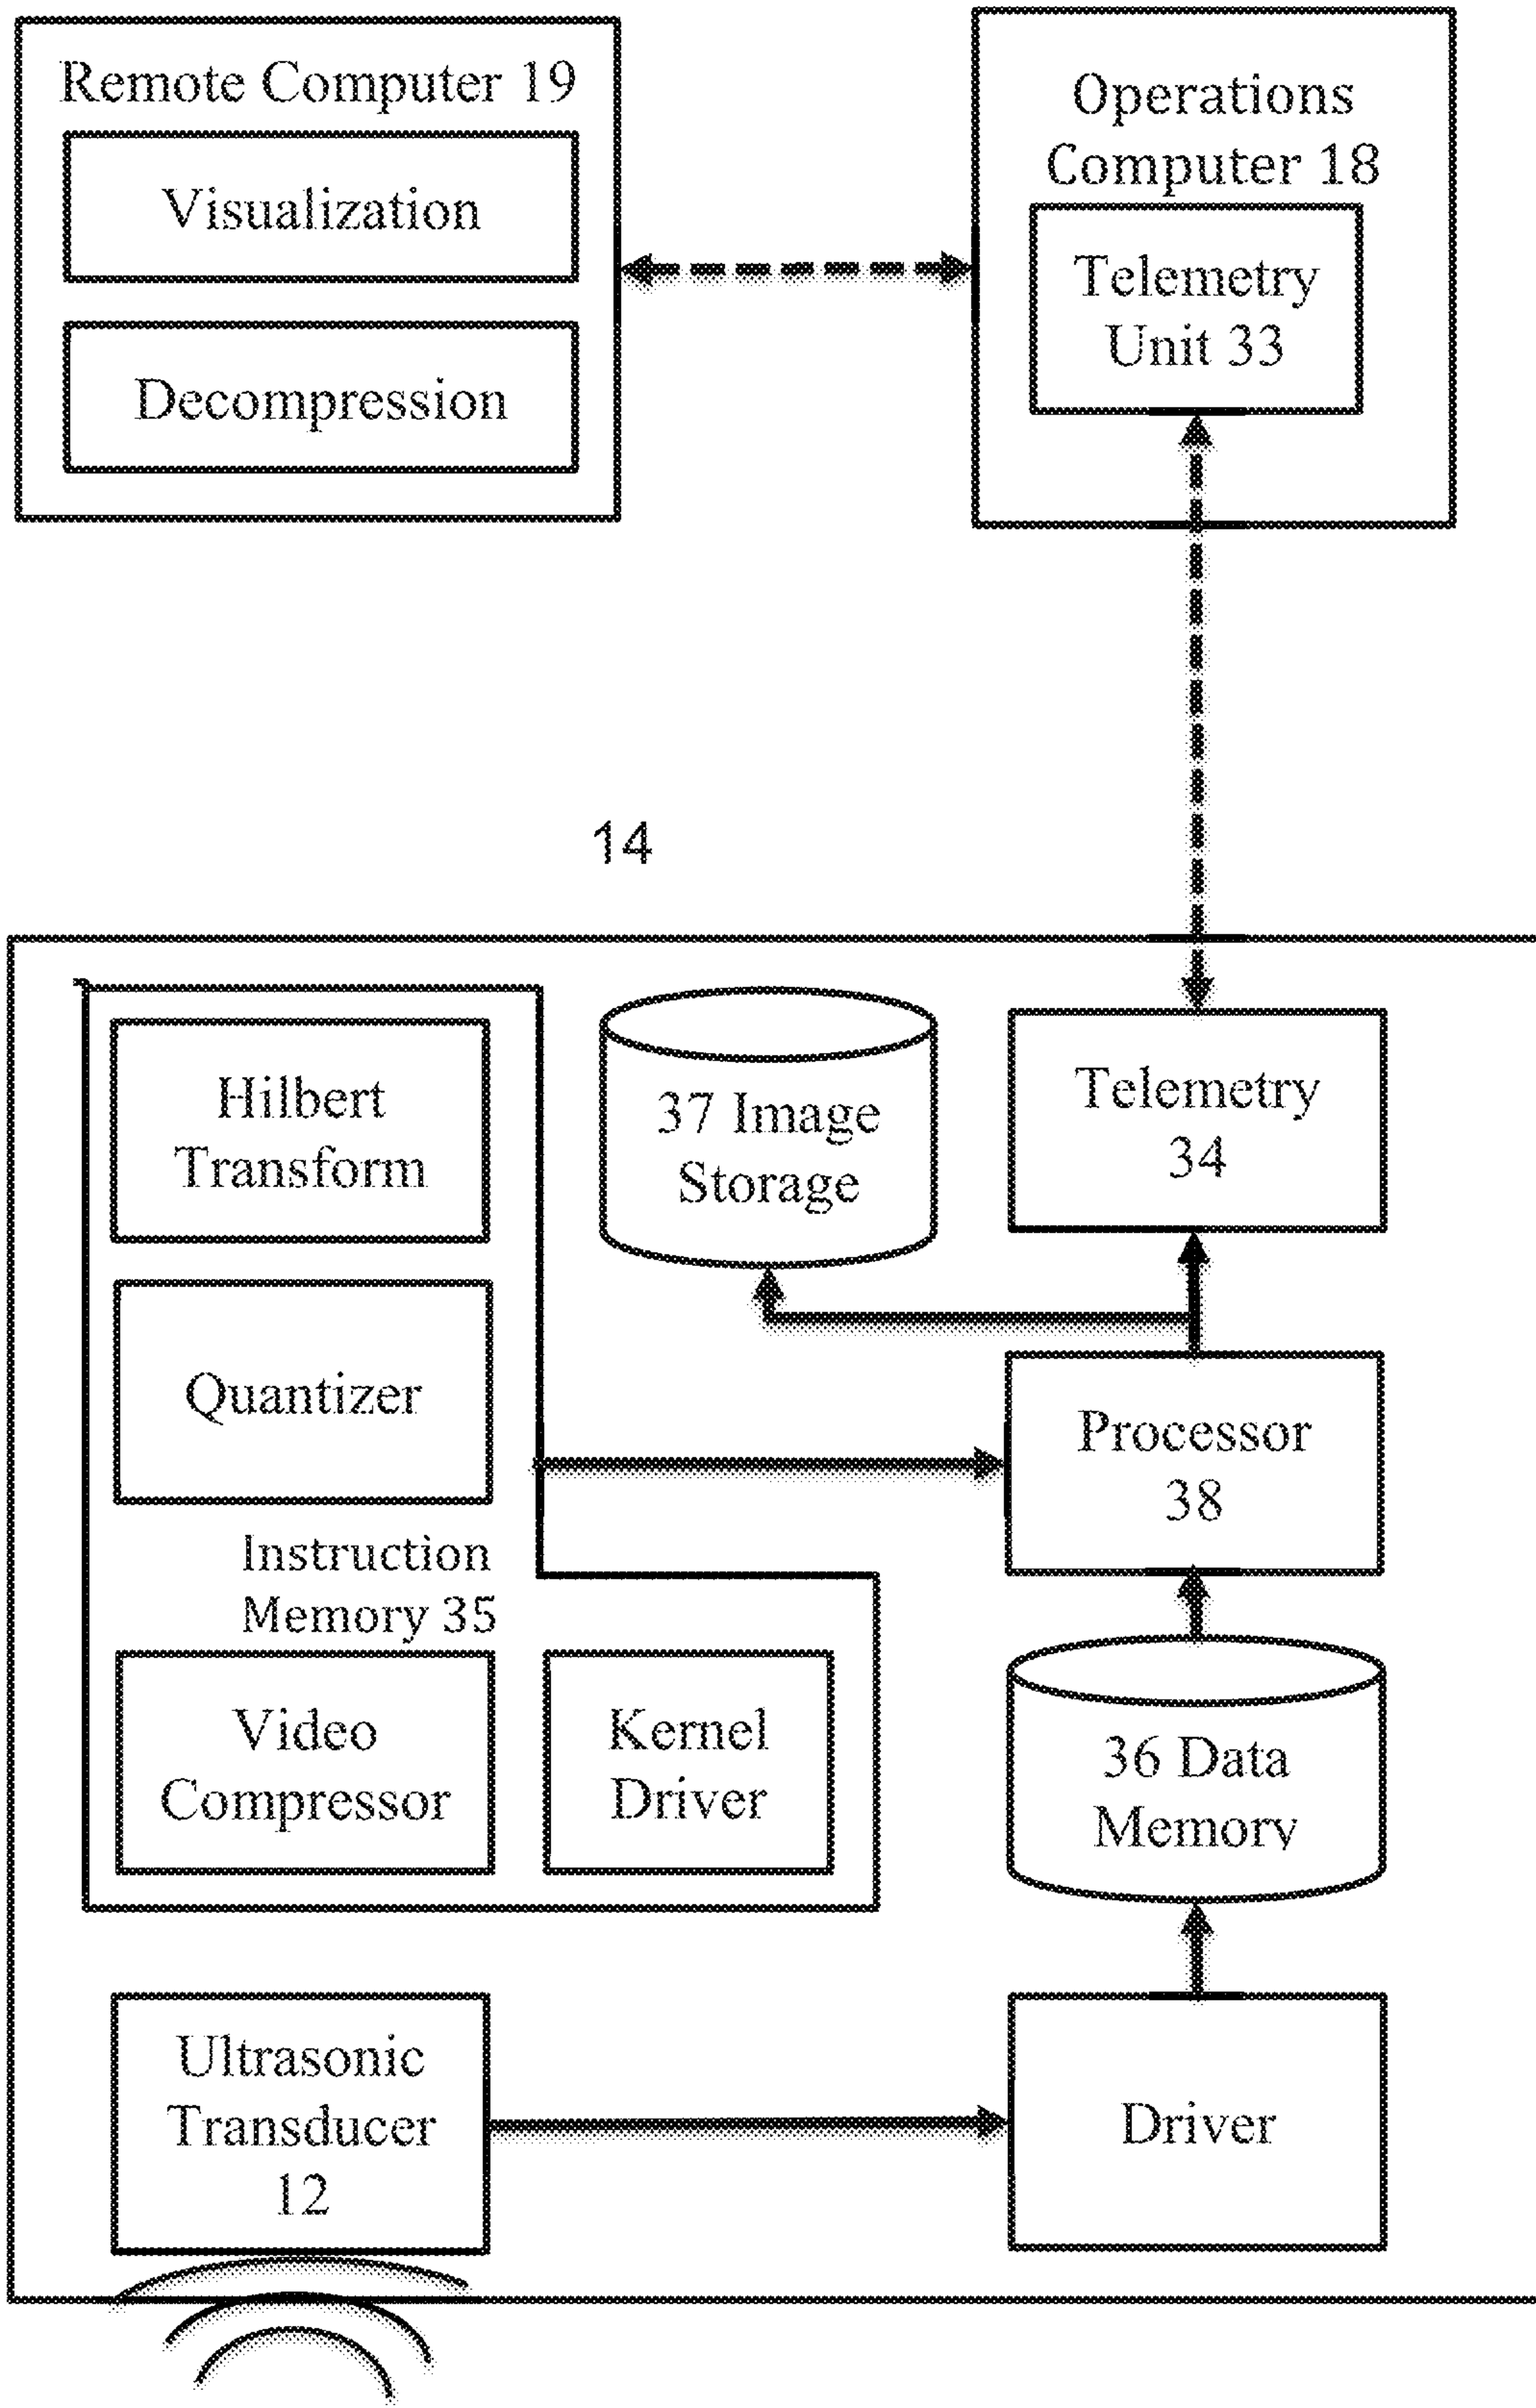 Remote Computer 19
Visualization
Decompression
Operations
Computer 18
Telemetry
Unit 33
14
Hilbert
Transform
Quantizer
Instruction
Memory 35
Video
Compressor
Kernel
Driver
37 Image
Storage
Telemetry
34
Processor
38
36 Data
Memory
Ultrasonic
Transducer
12
Driver